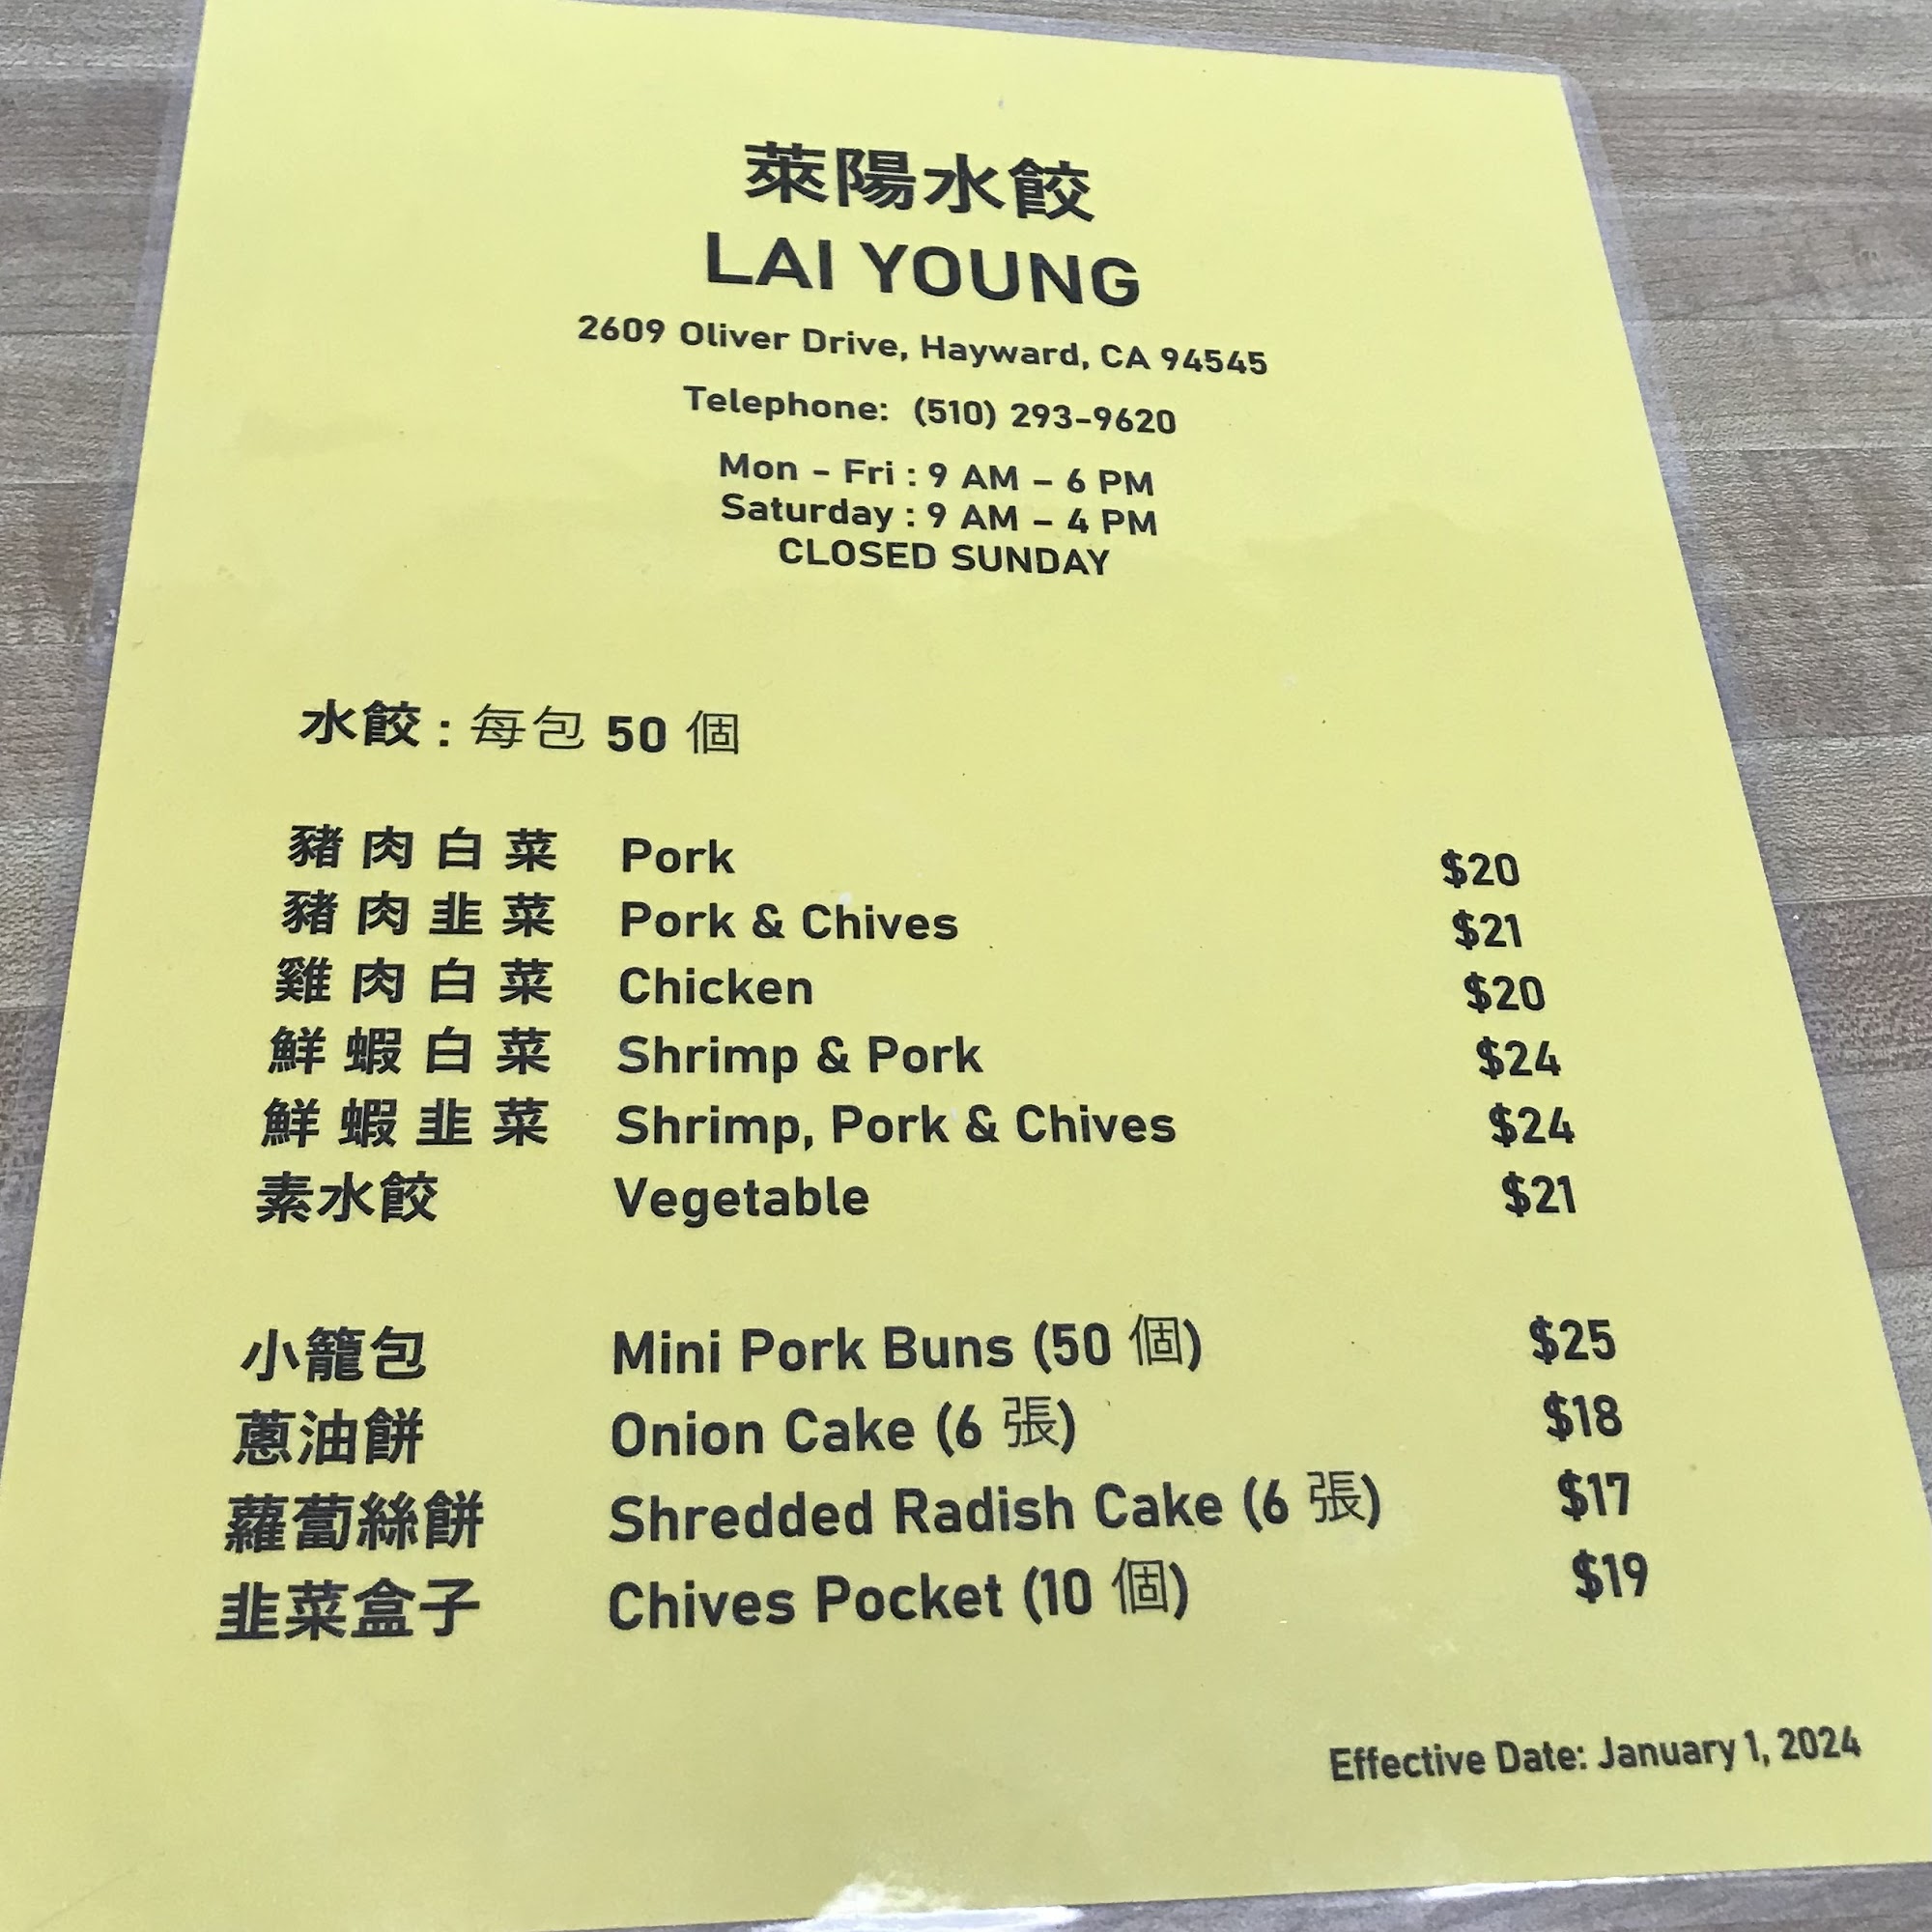 萊陽水餃
LAI YOUNG
2609 Oliver Drive, Hayward, CA 94545
Telephone: (510) 293-9620
Mon - Fri : 9 AM – 6 PM
Saturday : 9 AM – 4 PM
CLOSED SUNDAY
水餃 : 每包 50 個
豬肉白菜 Pork $20
豬肉韭菜 Pork & Chives $21
雞肉白菜 Chicken $20
鮮蝦白菜 Shrimp & Pork $24
鮮蝦韭菜 Shrimp, Pork & Chives $24
素水餃 Vegetable $21
小籠包 Mini Pork Buns (50 個) $25
蔥油餅 Onion Cake (6 張) $18
蘿蔔絲餅 Shredded Radish Cake (6 張) $17
韭菜盒子 Chives Pocket (10 個) $19
Effective Date: January 1, 2024